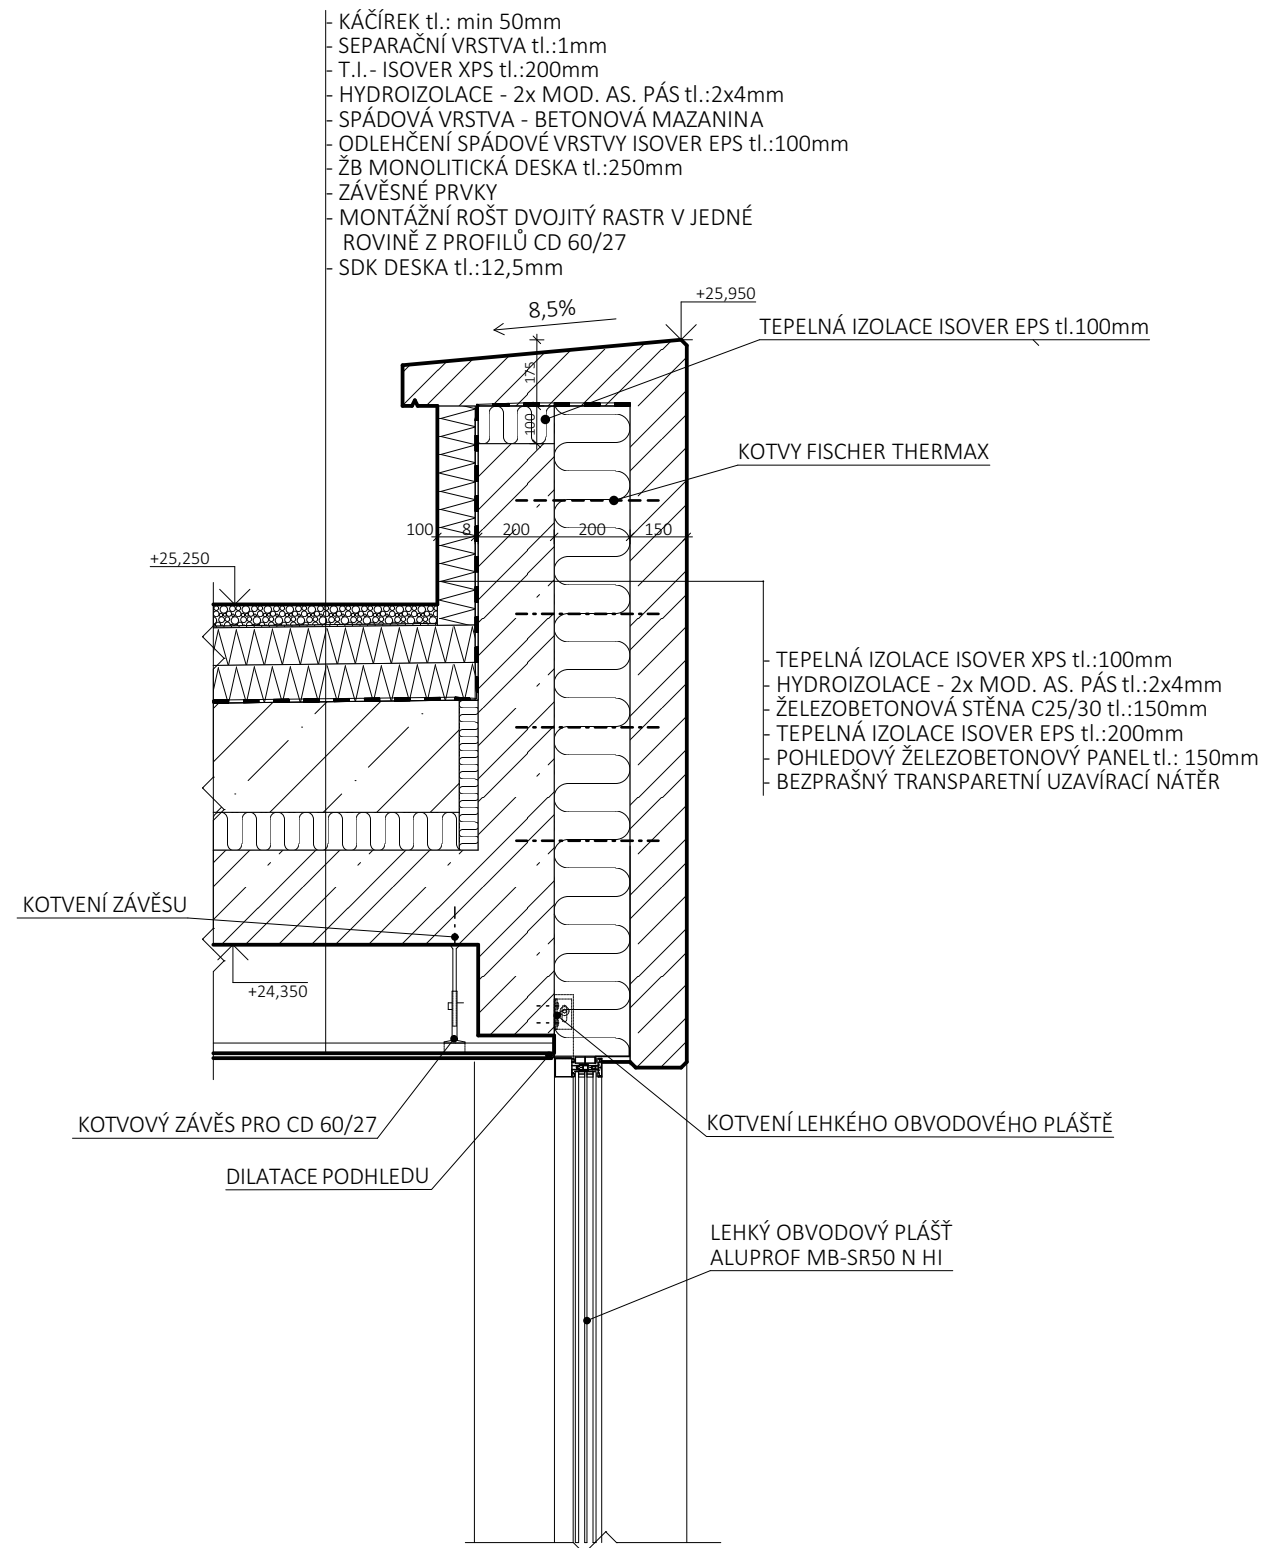 - KÁČÍREK tl.: min 50mm
- SEPARAČNÍ VRSTVA tl.:1mm
- T.I.- ISOVER XPS tl.:200mm
- HYDROIZOLACE - 2x MOD. AS. PÁS tl.:2x4mm
- SPÁDOVÁ VRSTVA - BETONOVÁ MAZANINA
- ODLEHČENÍ SPÁDOVÉ VRSTVY ISOVER EPS tl.:100mm
- ŽB MONOLITICKÁ DESKA tl.:250mm
- ZÁVĚSNÉ PRVKY
- MONTÁŽNÍ ROŠT DVOJITÝ RASTR V JEDNÉ
ROVINĚ Z PROFILŮ CD 60/27
- SDK DESKA tl.:12,5mm
+25,950
8,5%
TEPELNÁ IZOLACE ISOVER EPS tl.100mm
175
100
KOTVY FISCHER THERMAX
100 8 200 200 150
+25,250
- TEPELNÁ IZOLACE ISOVER XPS tl.:100mm
- HYDROIZOLACE - 2x MOD. AS. PÁS tl.:2x4mm
- ŽELEZOBETONOVÁ STĚNA C25/30 tl.:150mm
- TEPELNÁ IZOLACE ISOVER EPS tl.:200mm
- POHLEDOVÝ ŽELEZOBETONOVÝ PANEL tl.: 150mm
- BEZPRAŠNÝ TRANSPARETNÍ UZAVÍRACÍ NÁTĚR
KOTVENÍ ZÁVĚSU
+24,350
KOTVOVÝ ZÁVĚS PRO CD 60/27
KOTVENÍ LEHKÉHO OBVODOVÉHO PLÁŠTĚ
DILATACE PODHLEDU
LEHKÝ OBVODOVÝ PLÁŠŤ
ALUPROF MB-SR50 N HI